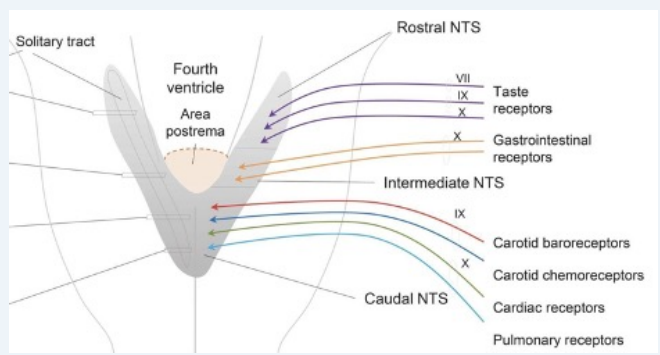 Solitary tract
Rostral NTS
Fourth
ventricle
VII
IX
X
Taste
receptors
Area
postrema
X
Gastrointestinal
receptors
Intermediate NTS
IX
Carotid baroreceptors
X
Carotid chemoreceptors
Caudal NTS
Cardiac receptors
Pulmonary receptors